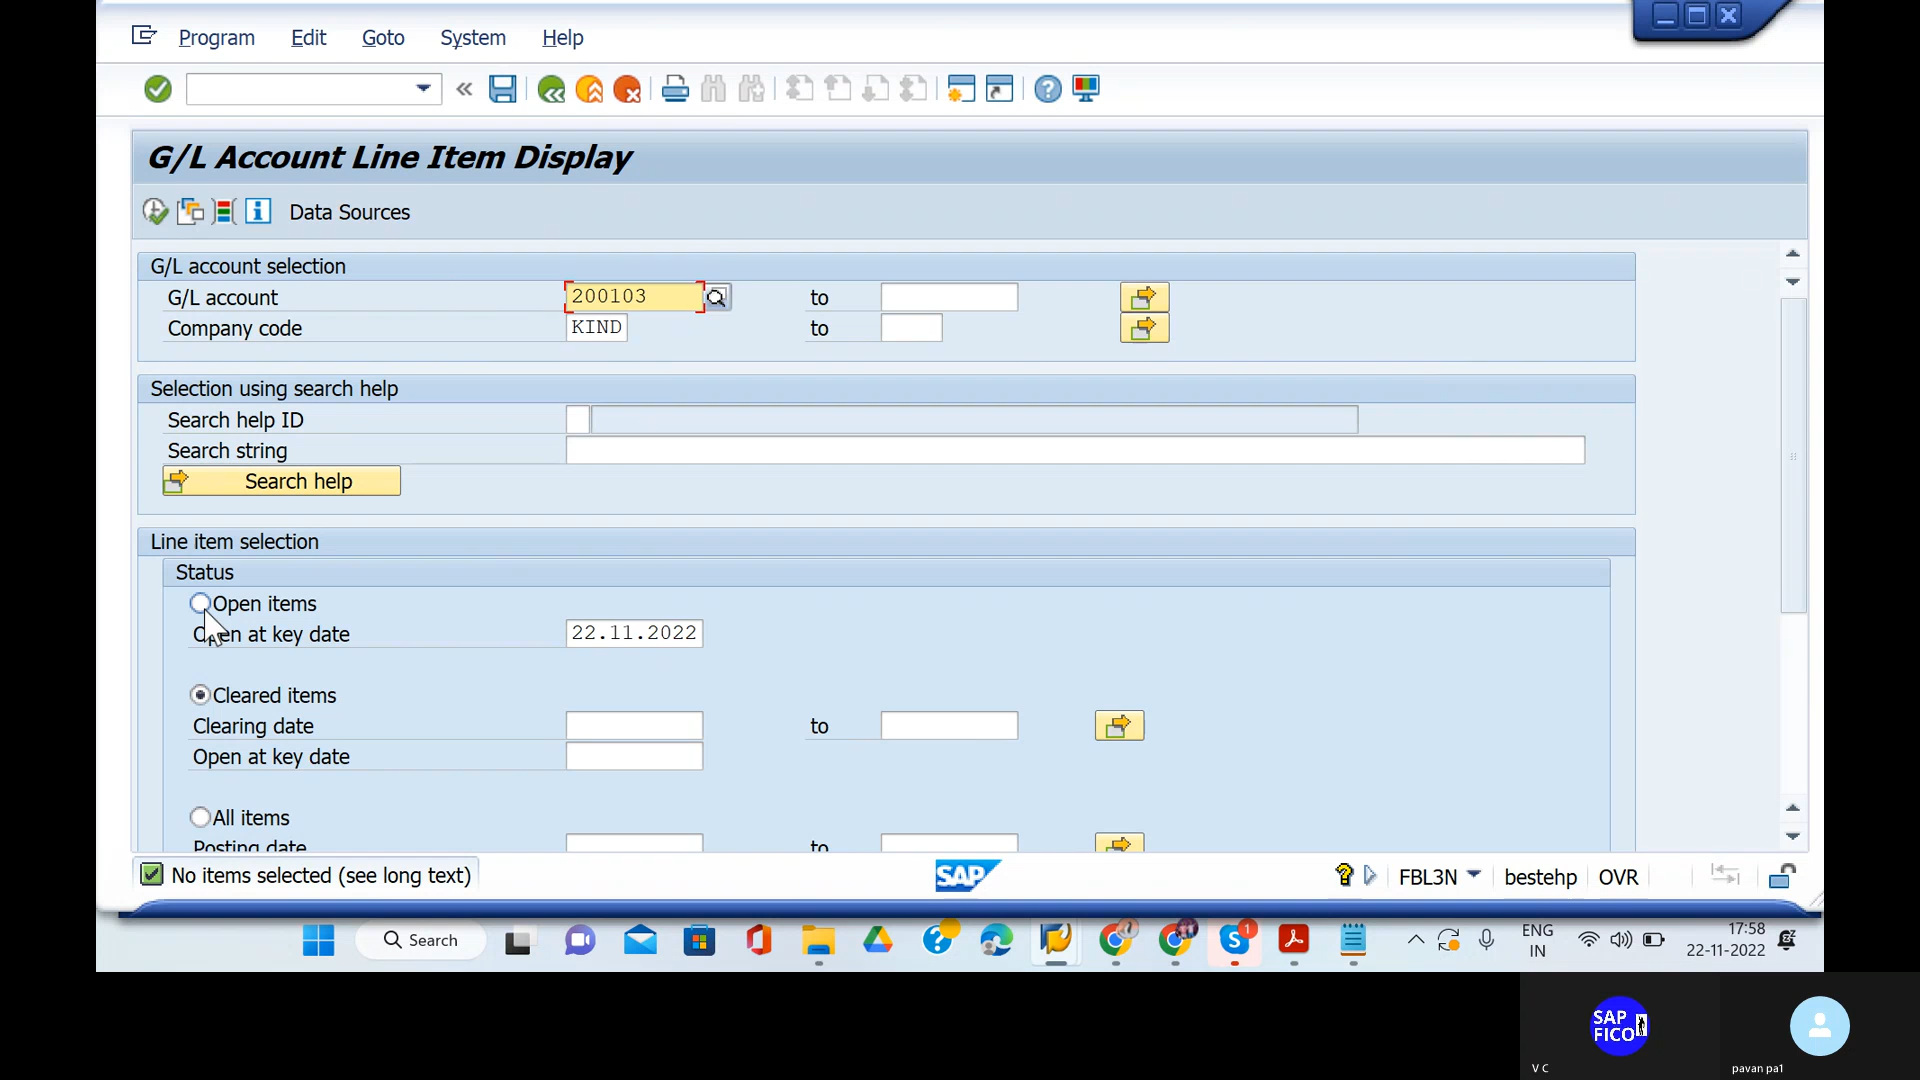 Program Edit Goto System Help
G/L Account Line Item Display
Data Sources
G/L account selection
G/L account 200103 to
Company code KIND to
Selection using search help
Search help ID
Search string
Search help
Line item selection
Status
Open items
Open at key date 22.11.2022
Cleared items
Clearing date to
Open at key date
All items
Posting date to
No items selected (see long text) SAP FBL3N bestehp OVR
Search 1 ENG 17:58
IN 22-11-2022
SAP
FICO
V C pavan pa1